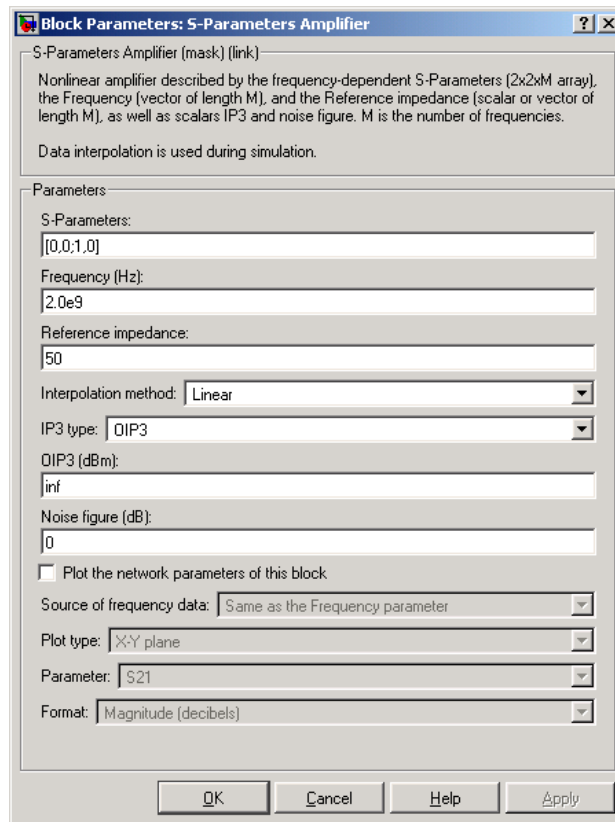 Block Parameters: S-Parameters Amplifier
S-Parameters Amplifier (mask) (link)
Nonlinear amplifier described by the frequency-dependent S-Parameters (2x2xM array),
the Frequency (vector of length M), and the Reference impedance (scalar or vector of
length M), as well as scalars IP3 and noise figure. M is the number of frequencies.
Data interpolation is used during simulation.
Parameters
S-Parameters:
[0,0;1,0]
Frequency (Hz):
2.0e9
Reference impedance:
50
Interpolation method: Linear
IP3 type: OIP3
OIP3 (dBm):
inf
Noise figure (dB):
0
Plot the network parameters of this block
Source of frequency data: Same as the Frequency parameter
Plot type: X-Y plane
Parameter: S21
Format: Magnitude (decibels)
OK Cancel Help Apply